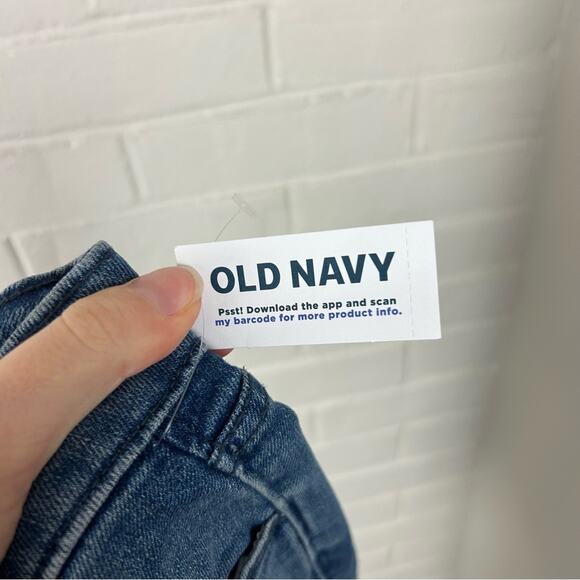 OLD NAVY
Psst! Download the app and scan
my barcode for more product info.